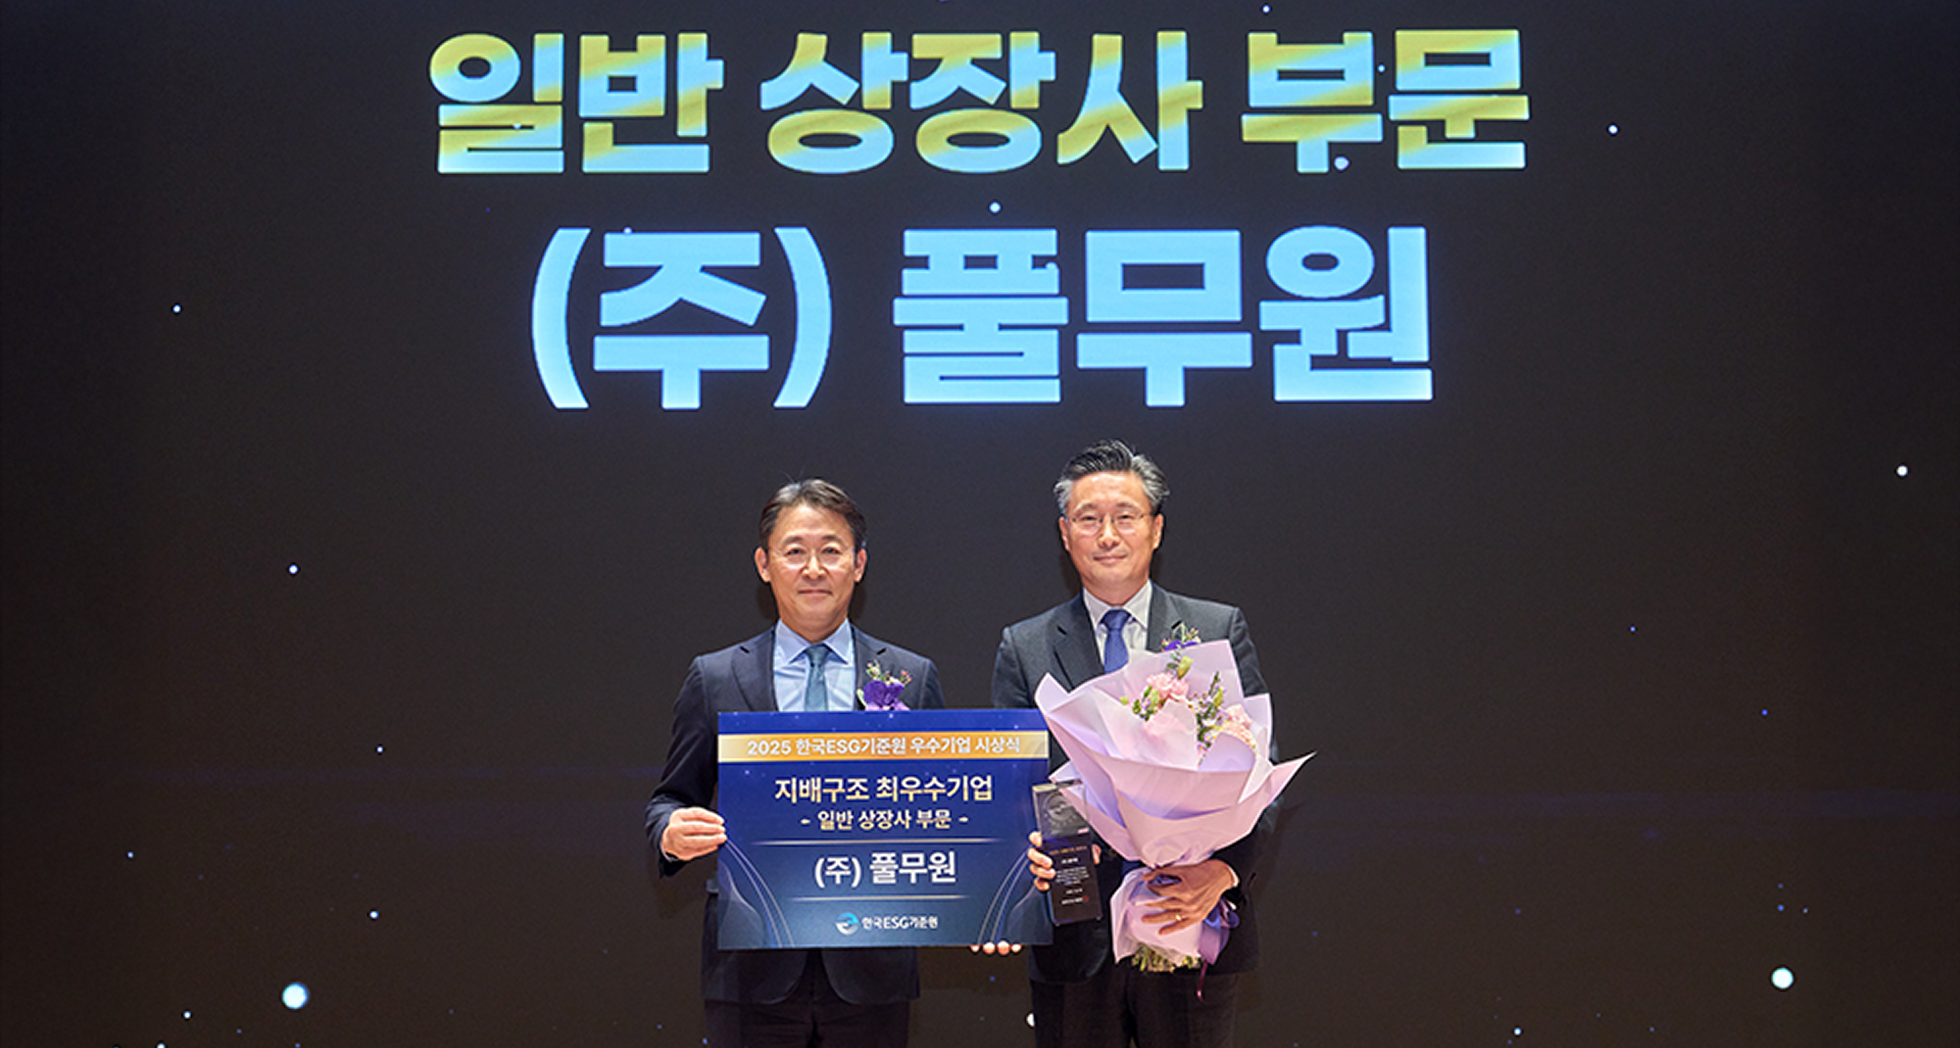 일반 상장사 부문
(주) 풀무원
2025 한국ESG기준원 우수기업 시상식
지배구조 최우수기업
- 일반 상장사 부문 -
(주) 풀무원
한국ESG기준원